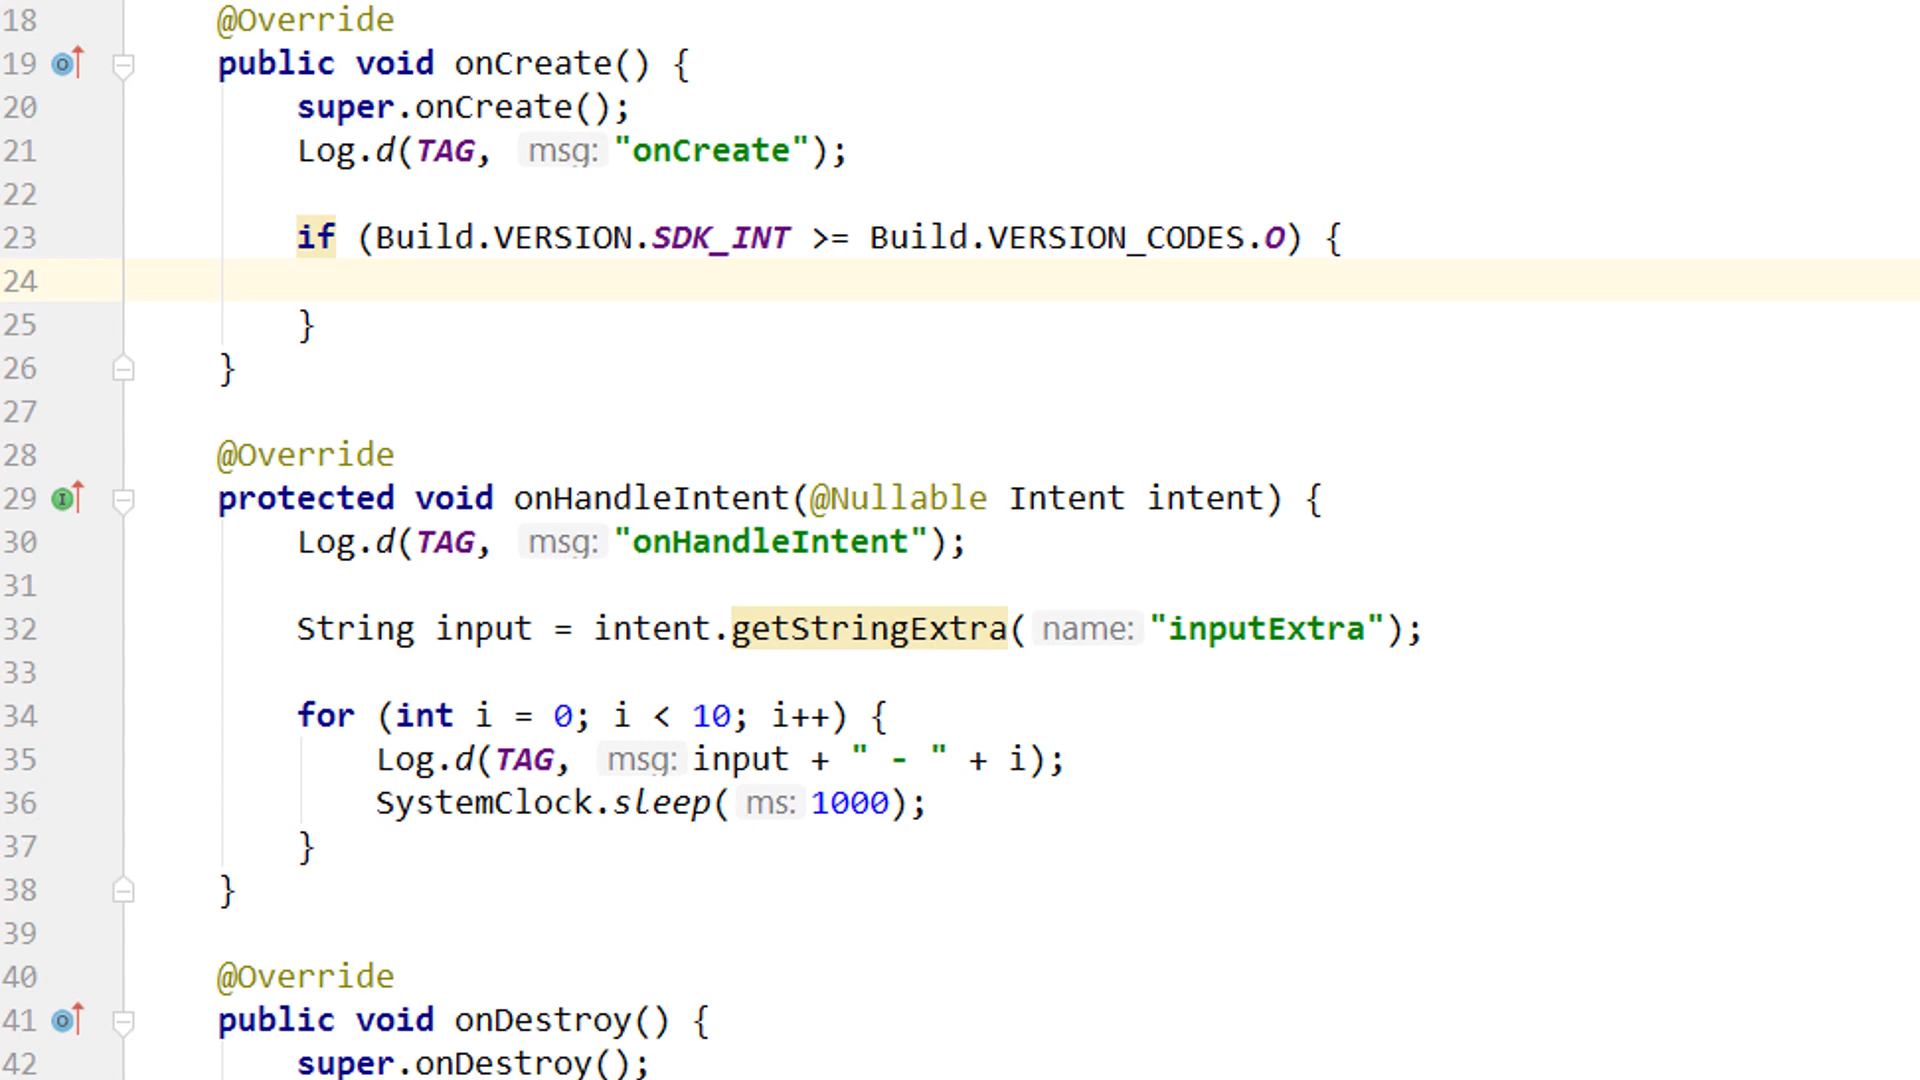 18 @Override
19 public void onCreate() {
20 super.onCreate();
21 Log.d(TAG, msg: "onCreate");
22
23 if (Build.VERSION.SDK_INT >= Build.VERSION_CODES.O) {
24
25 }
26 }
27
28 @Override
29 protected void onHandleIntent(@Nullable Intent intent) {
30 Log.d(TAG, msg: "onHandleIntent");
31
32 String input = intent.getStringExtra( name: "inputExtra");
33
34 for (int i = 0; i < 10; i++) {
35 Log.d(TAG, msg: input + " - " + i);
36 SystemClock.sleep( ms: 1000);
37 }
38 }
39
40 @Override
41 public void onDestroy() {
42 super.onDestroy();